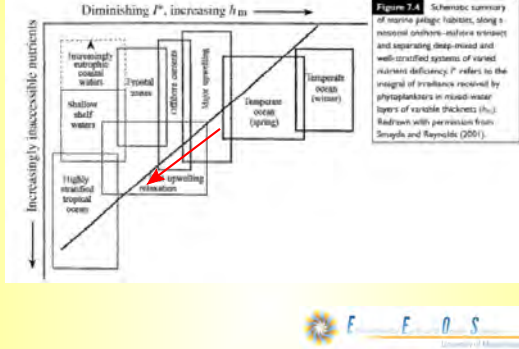 Diminishing I*, increasing hm
Increasingly inaccessible nutrients
Increasingly
eutrophic
coastal
waters
Shallow
shelf
waters
Highly
stratified
tropical
ocean
Frontal
zones
Offshore currents
Major upwelling
upwelling
relaxation
Temperate
ocean
(spring)
Temperate
ocean
(winter)
Figure 7.4 Schematic summary
of marine pelagic habitats, along a
notional onshore–offshore transect
and separating deep-mixed and
well-stratified systems of varied
nutrient deficiency. I* refers to the
integral of irradiance received by
phytoplankters in mixed-water
layers of variable thickness (hm).
Redrawn with permission from
Smayda and Reynolds (2001).
E E O S
University of